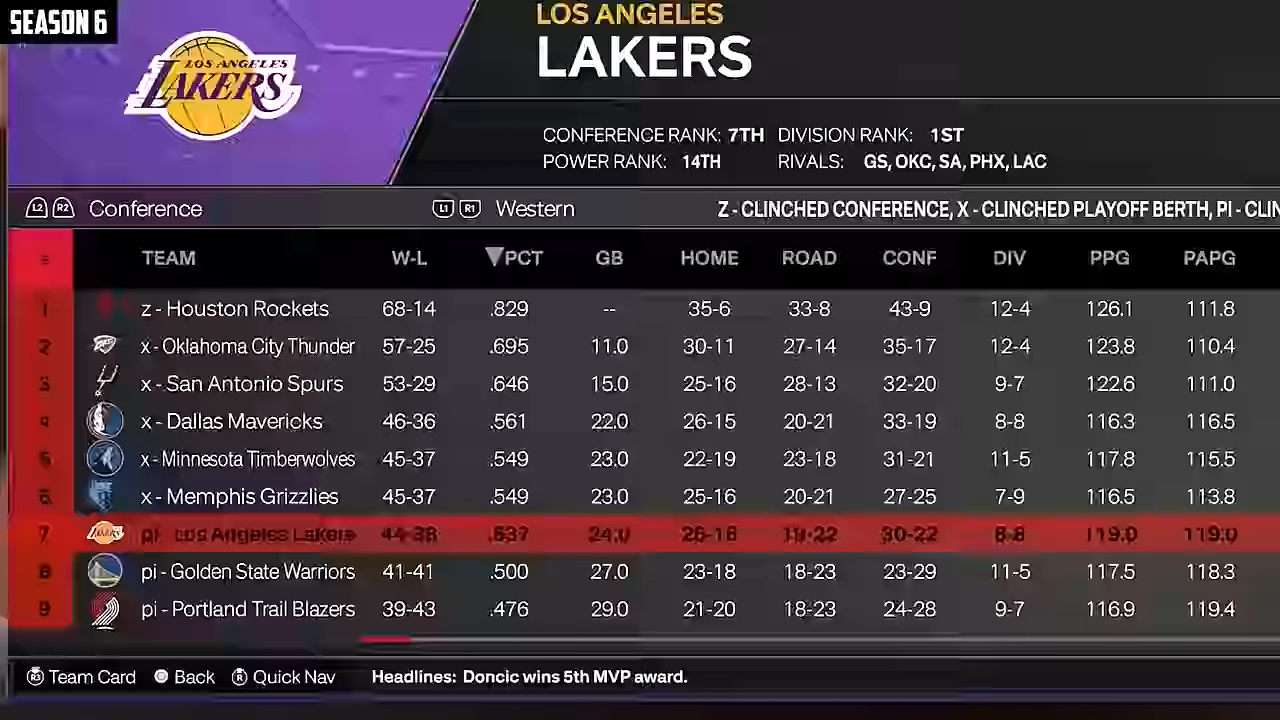 SEASON 6
LOS ANGELES
LAKERS
LOS ANGELES
LAKERS
CONFERENCE RANK: 7TH DIVISION RANK: 1ST
POWER RANK: 14TH RIVALS: GS, OKC, SA, PHX, LAC
L2 R2 Conference L1 R1 Western Z - CLINCHED CONFERENCE, X - CLINCHED PLAYOFF BERTH, PI - CLIN
# TEAM W-L ▼PCT GB HOME ROAD CONF DIV PPG PAPG
1 z - Houston Rockets 68-14 .829 -- 35-6 33-8 43-9 12-4 126.1 111.8
2 x - Oklahoma City Thunder 57-25 .695 11.0 30-11 27-14 35-17 12-4 123.8 110.4
3 x - San Antonio Spurs 53-29 .646 15.0 25-16 28-13 32-20 9-7 122.6 111.0
4 x - Dallas Mavericks 46-36 .561 22.0 26-15 20-21 33-19 8-8 116.3 116.5
5 x - Minnesota Timberwolves 45-37 .549 23.0 22-19 23-18 31-21 11-5 117.8 115.5
6 x - Memphis Grizzlies 45-37 .549 23.0 25-16 20-21 27-25 7-9 116.5 113.8
7 pi - Los Angeles Lakers 44-38 .537 24.0 25-16 19-22 30-22 8-8 119.0 119.0
8 pi - Golden State Warriors 41-41 .500 27.0 23-18 18-23 23-29 11-5 117.5 118.3
9 pi - Portland Trail Blazers 39-43 .476 29.0 21-20 18-23 24-28 9-7 116.9 119.4
R3 Team Card Back R Quick Nav Headlines: Doncic wins 5th MVP award.